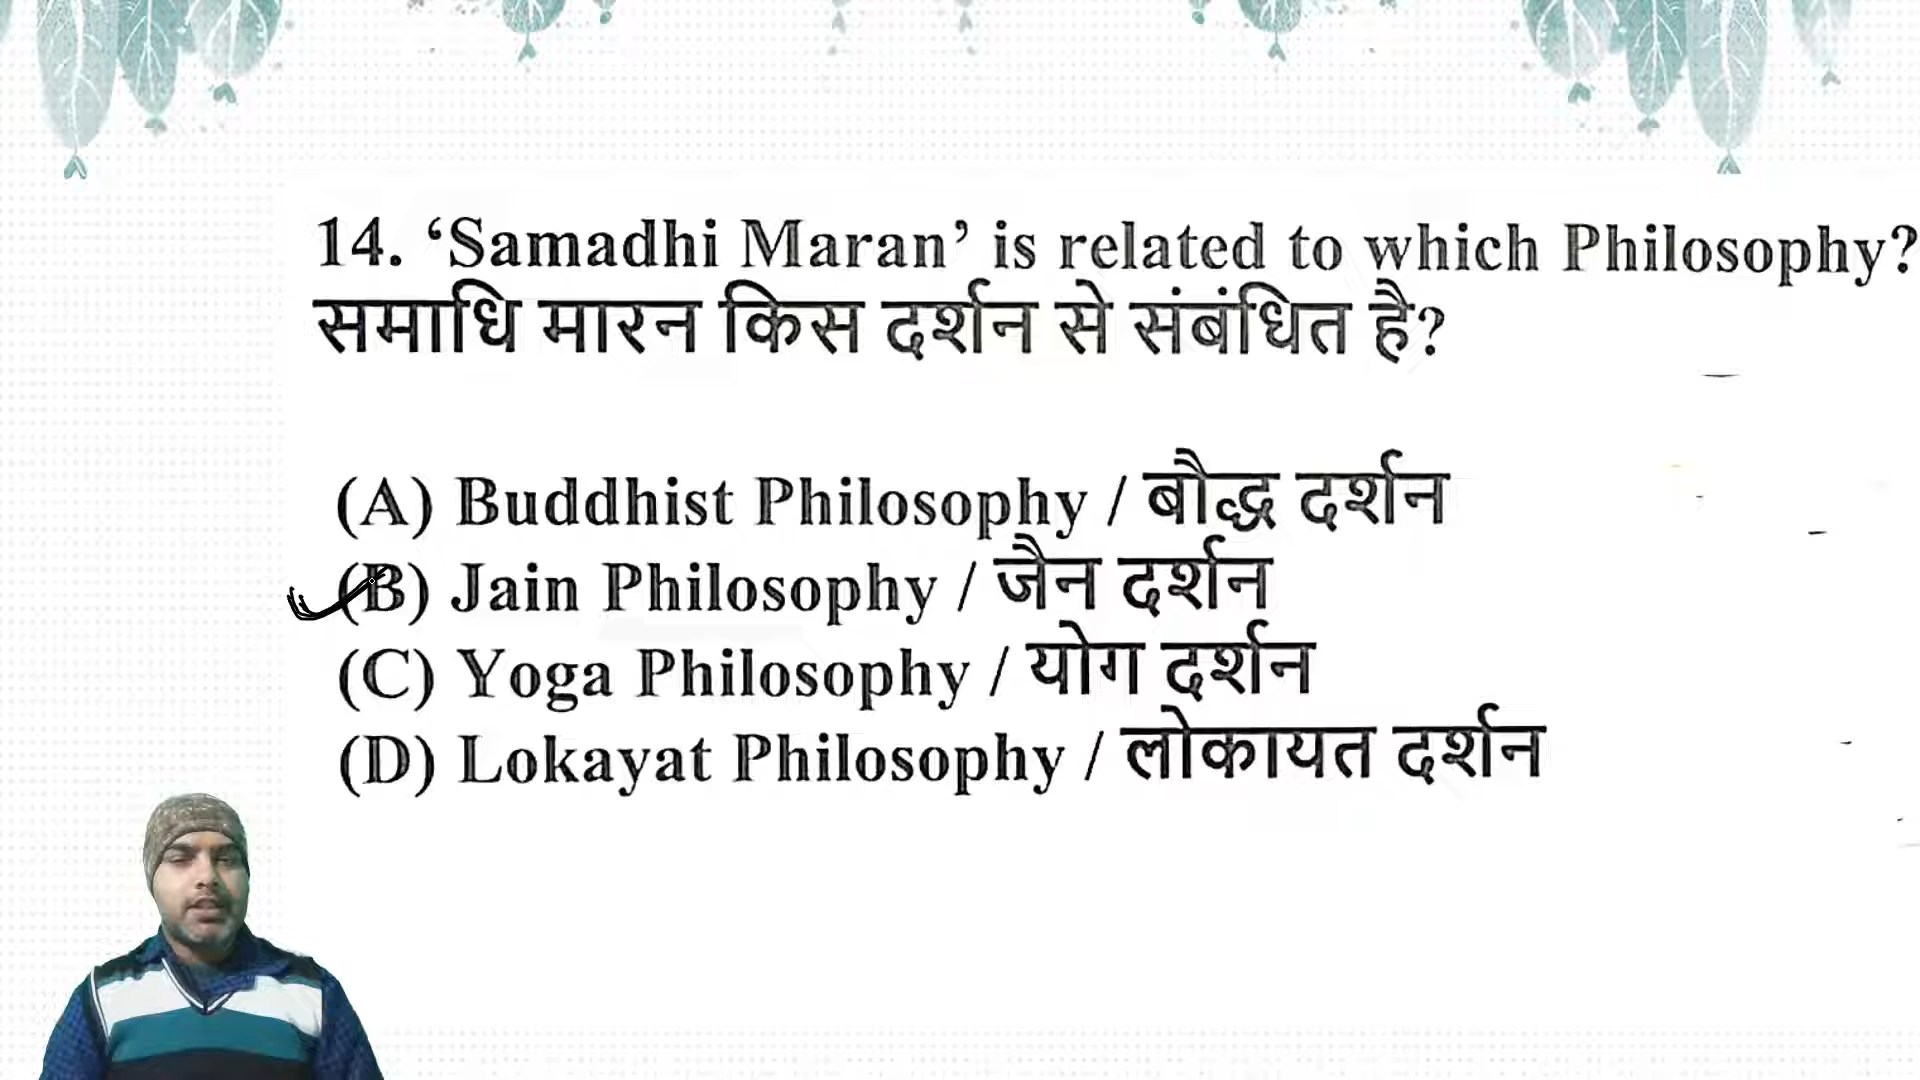 14. ‘Samadhi Maran’ is related to which Philosophy?
समाधि मारन किस दर्शन से संबंधित है?
(A) Buddhist Philosophy / बौद्ध दर्शन
(B) Jain Philosophy / जैन दर्शन
(C) Yoga Philosophy / योग दर्शन
(D) Lokayat Philosophy / लोकायत दर्शन